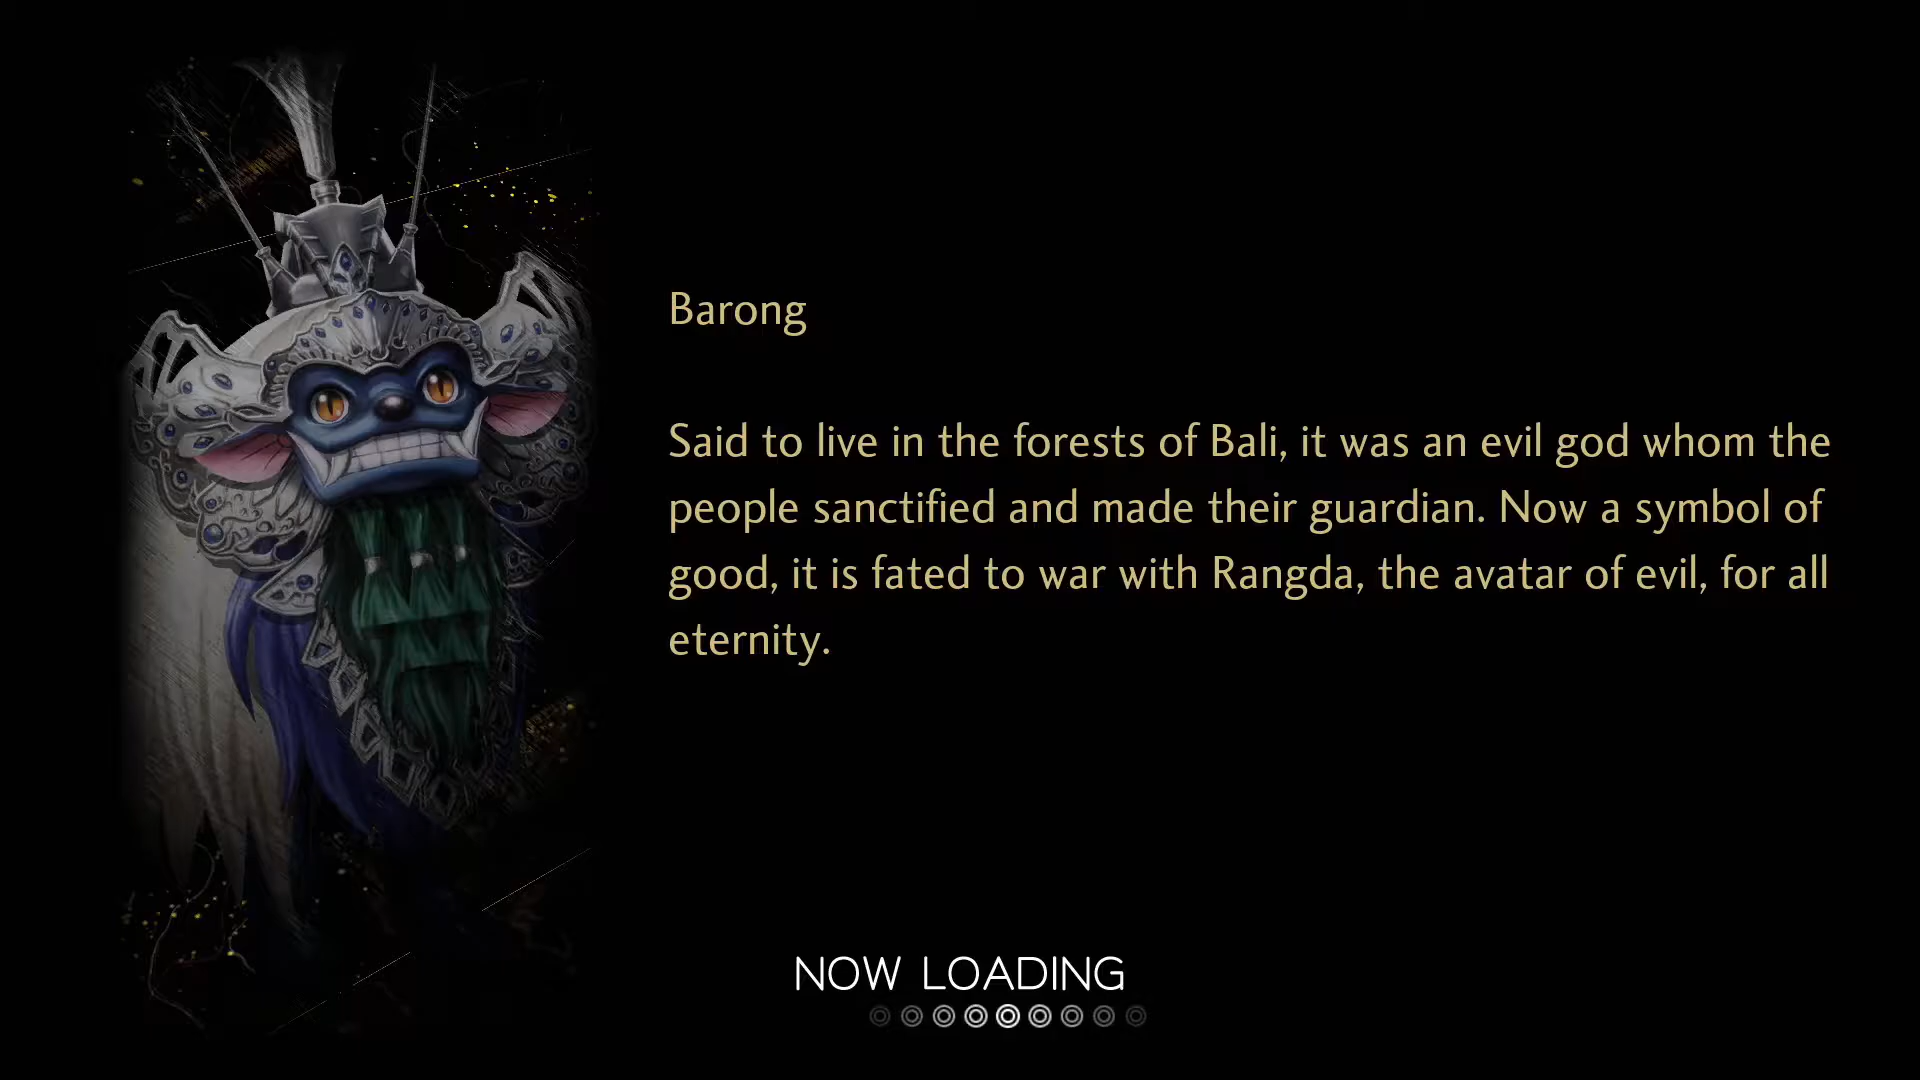 Barong
Said to live in the forests of Bali, it was an evil god whom the
people sanctified and made their guardian. Now a symbol of
good, it is fated to war with Rangda, the avatar of evil, for all
eternity.
NOW LOADING